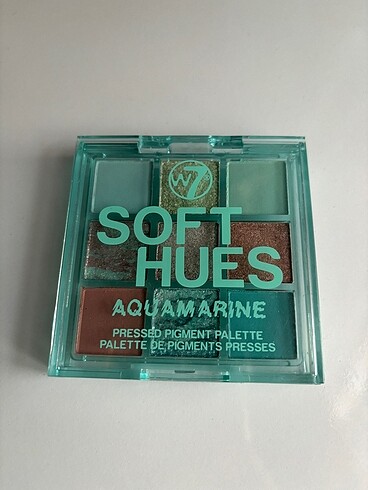 W7
SOFT
HUES
AQUAMARINE
PRESSED PIGMENT PALETTE
PALETTE DE PIGMENTS PRESSES